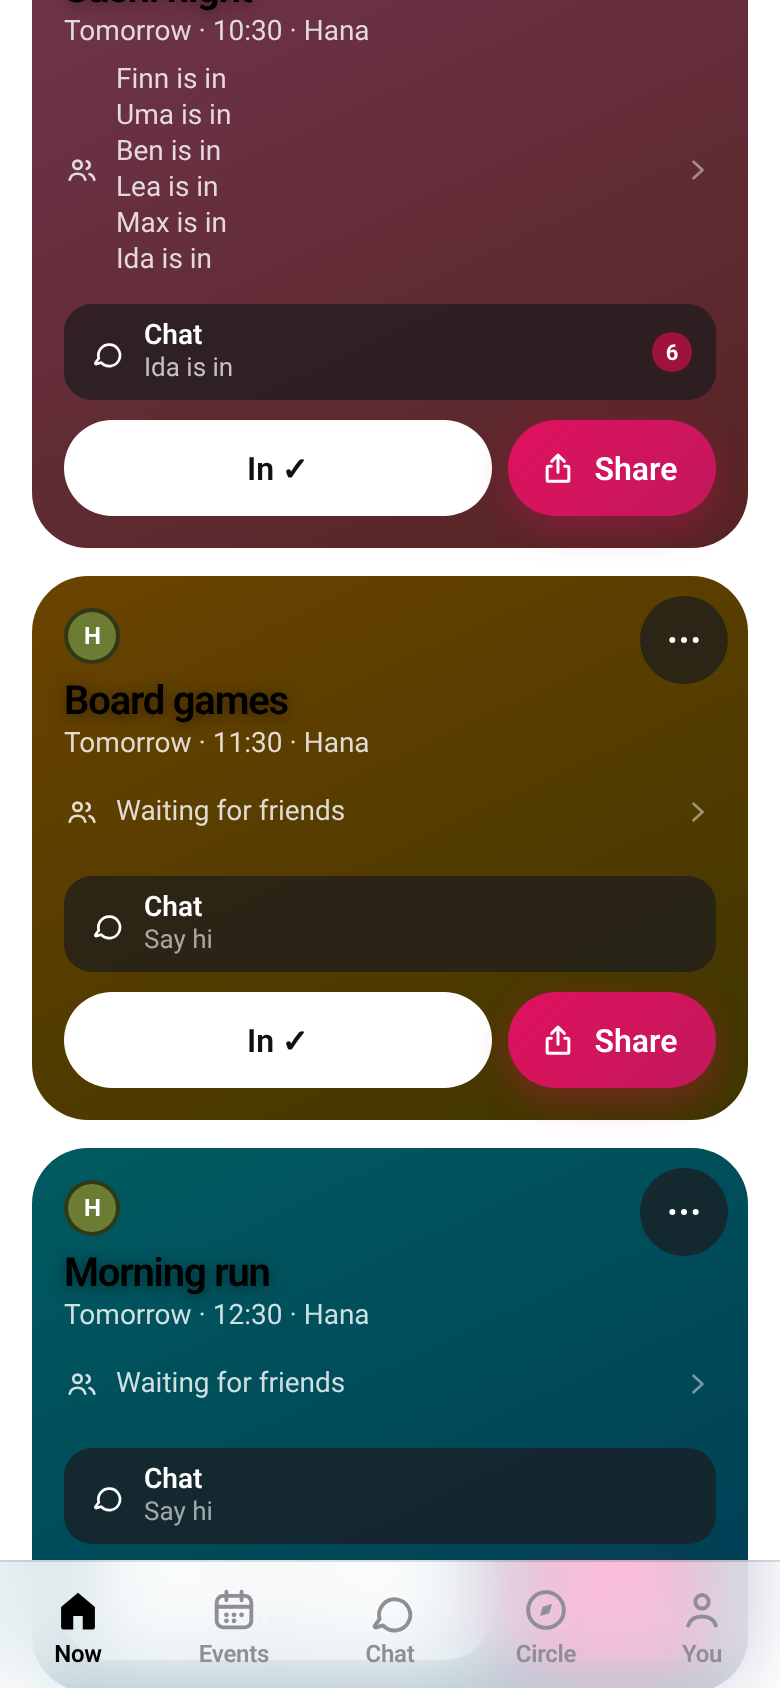 Sushi night
Tomorrow · 10:30 · Hana
Finn is in
Uma is in
Ben is in
Lea is in
Max is in
Ida is in
Chat
Ida is in
6
In ✓
Share
H
Board games
Tomorrow · 11:30 · Hana
Waiting for friends
Chat
Say hi
In ✓
Share
H
Morning run
Tomorrow · 12:30 · Hana
Waiting for friends
Chat
Say hi
Now
Events
Chat
Circle
You